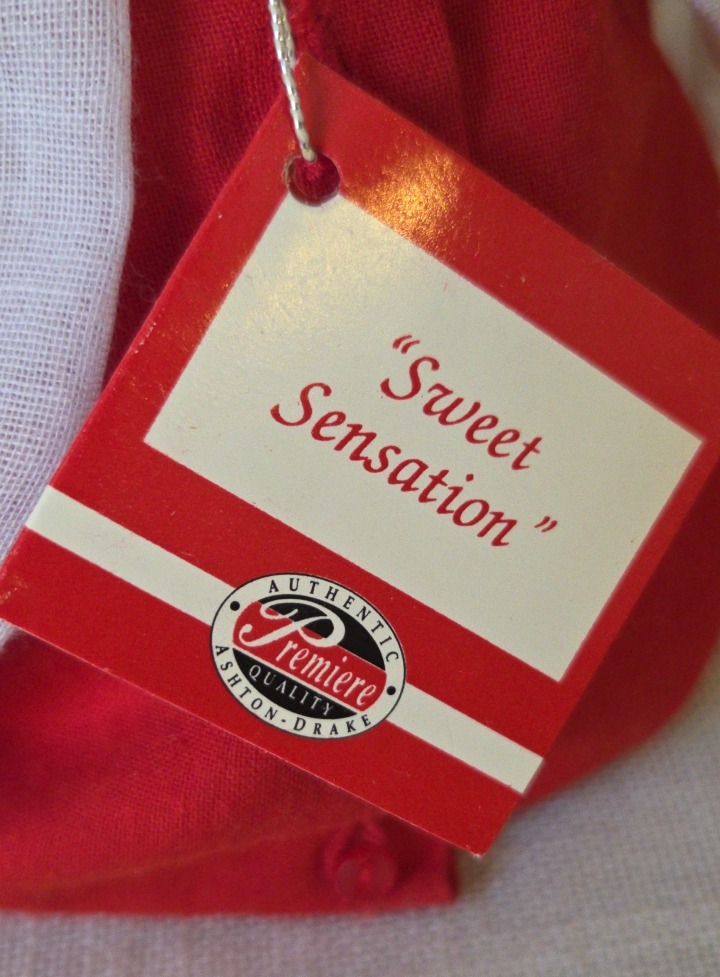 “Sweet
Sensation”
AUTHENTIC
Premiere
QUALITY
ASHTON-DRAKE